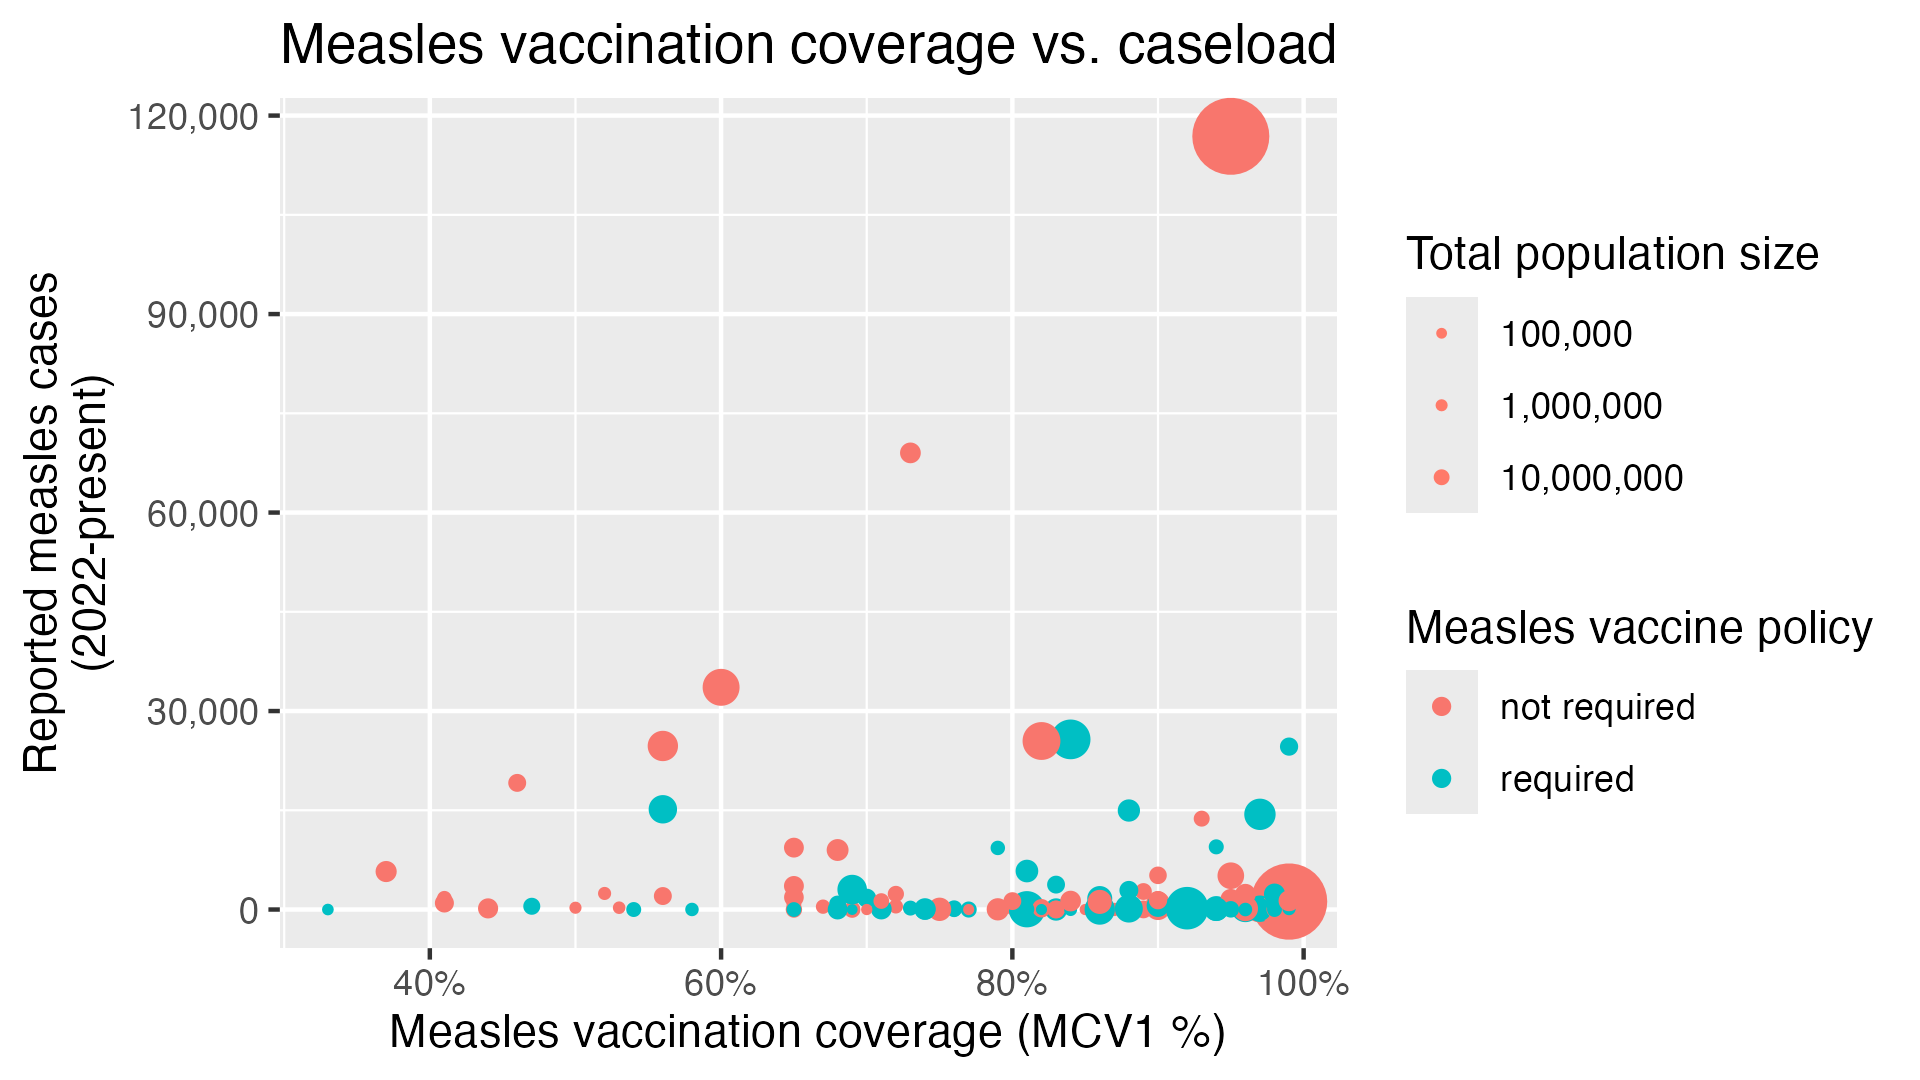 Measles vaccination coverage vs. caseload
120,000
90,000
60,000
30,000
0
Reported measles cases
(2022-present)
40%
60%
80%
100%
Measles vaccination coverage (MCV1 %)
Total population size
100,000
1,000,000
10,000,000
Measles vaccine policy
not required
required